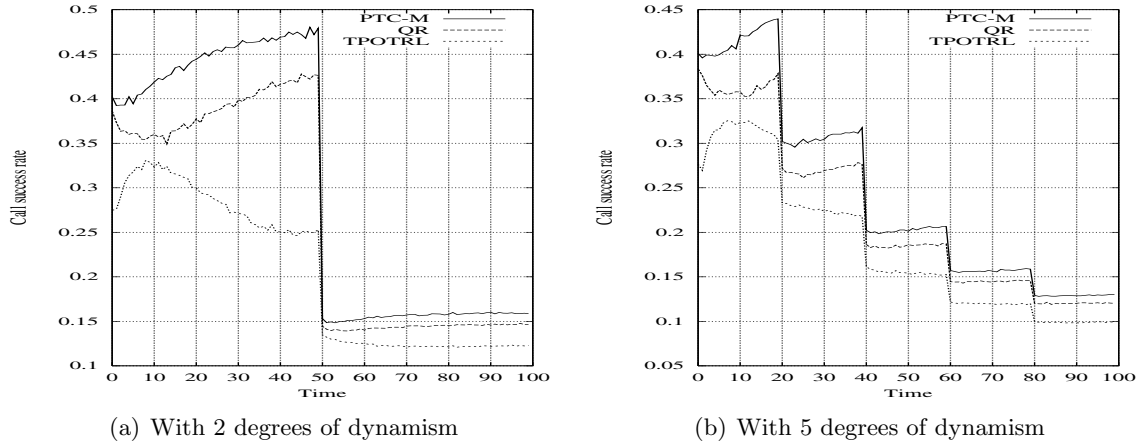 0.5
0.45
0.4
0.35
0.3
0.25
0.2
0.15
0.1
Call success rate
PTC-M
QR
TPOTRL
0 10 20 30 40 50 60 70 80 90 100
Time
(a) With 2 degrees of dynamism
0.45
0.4
0.35
0.3
0.25
0.2
0.15
0.1
0.05
Call success rate
PTC-M
QR
TPOTRL
0 10 20 30 40 50 60 70 80 90 100
Time
(b) With 5 degrees of dynamism